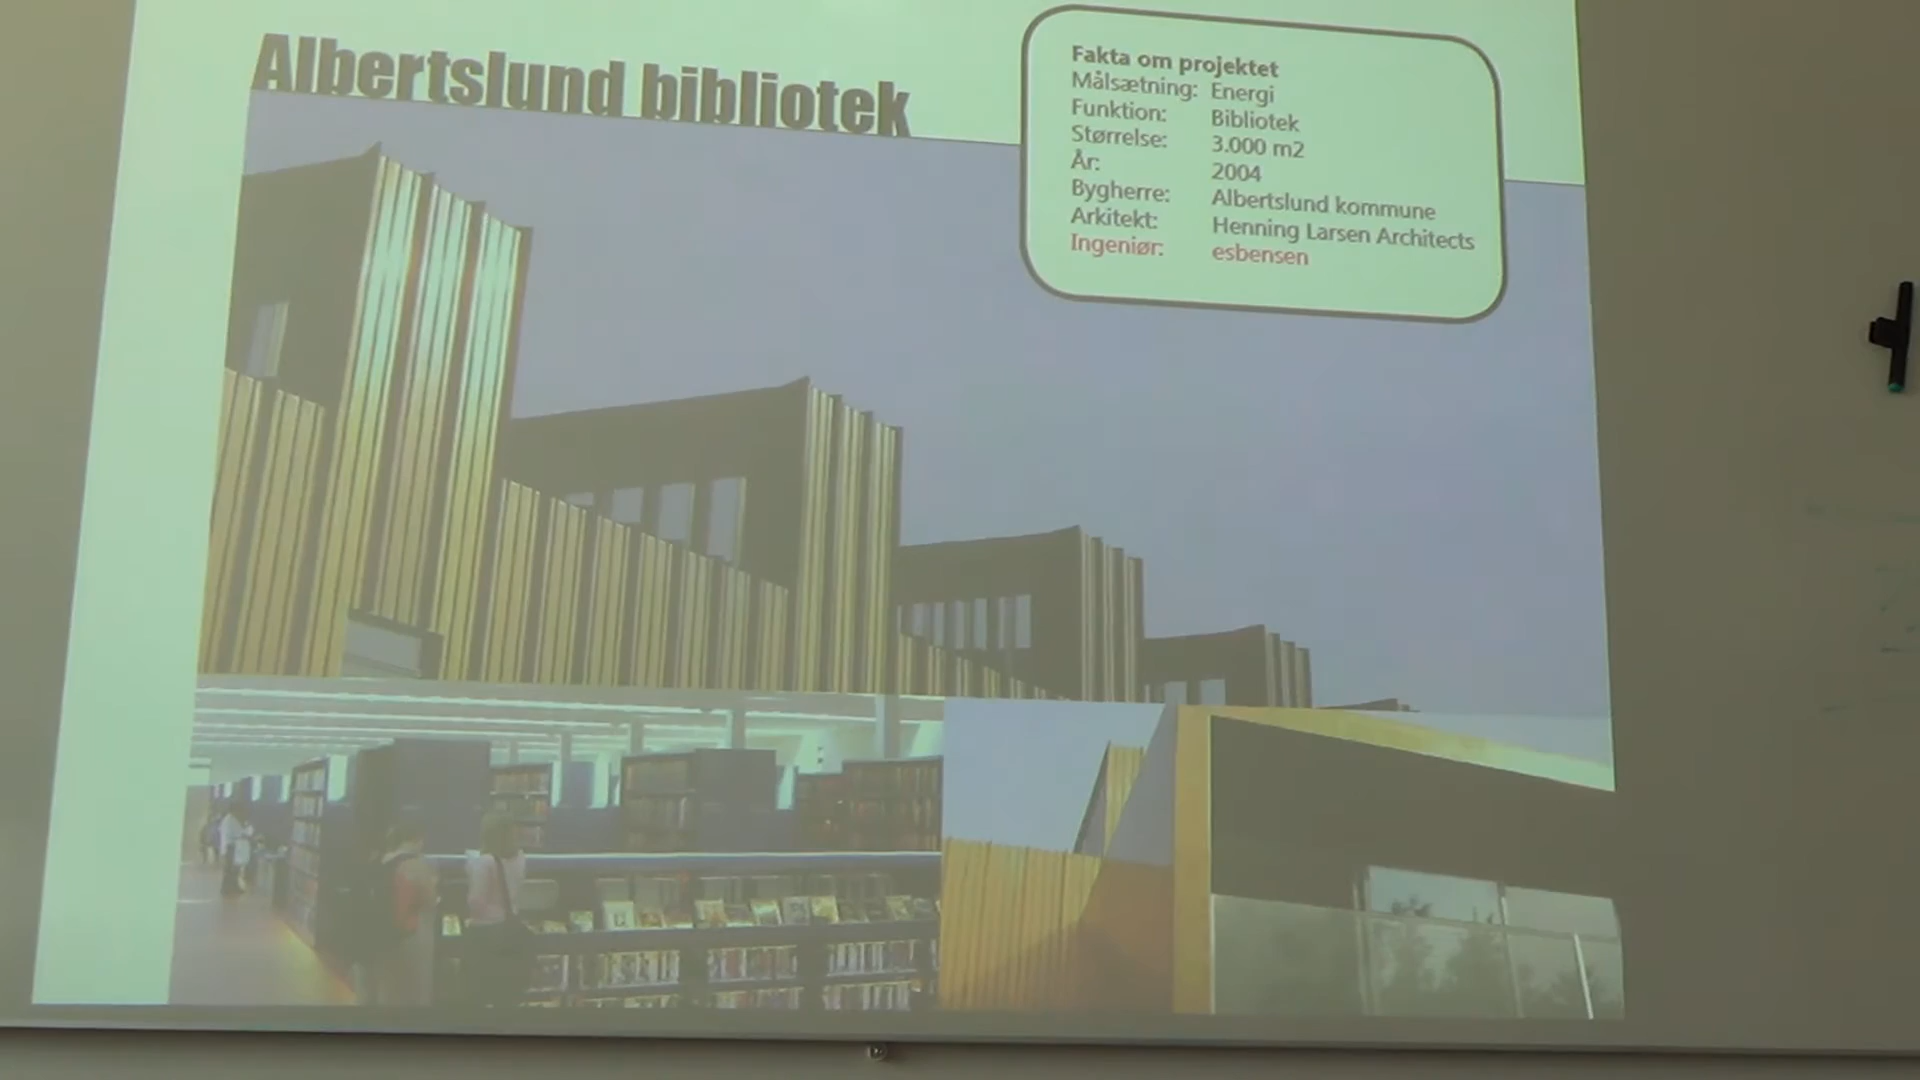 Albertslund bibliotek
Fakta om projektet
Målsætning: Energi
Funktion: Bibliotek
Størrelse: 3.000 m2
År: 2004
Bygherre: Albertslund kommune
Arkitekt: Henning Larsen Architects
Ingeniør: esbensen